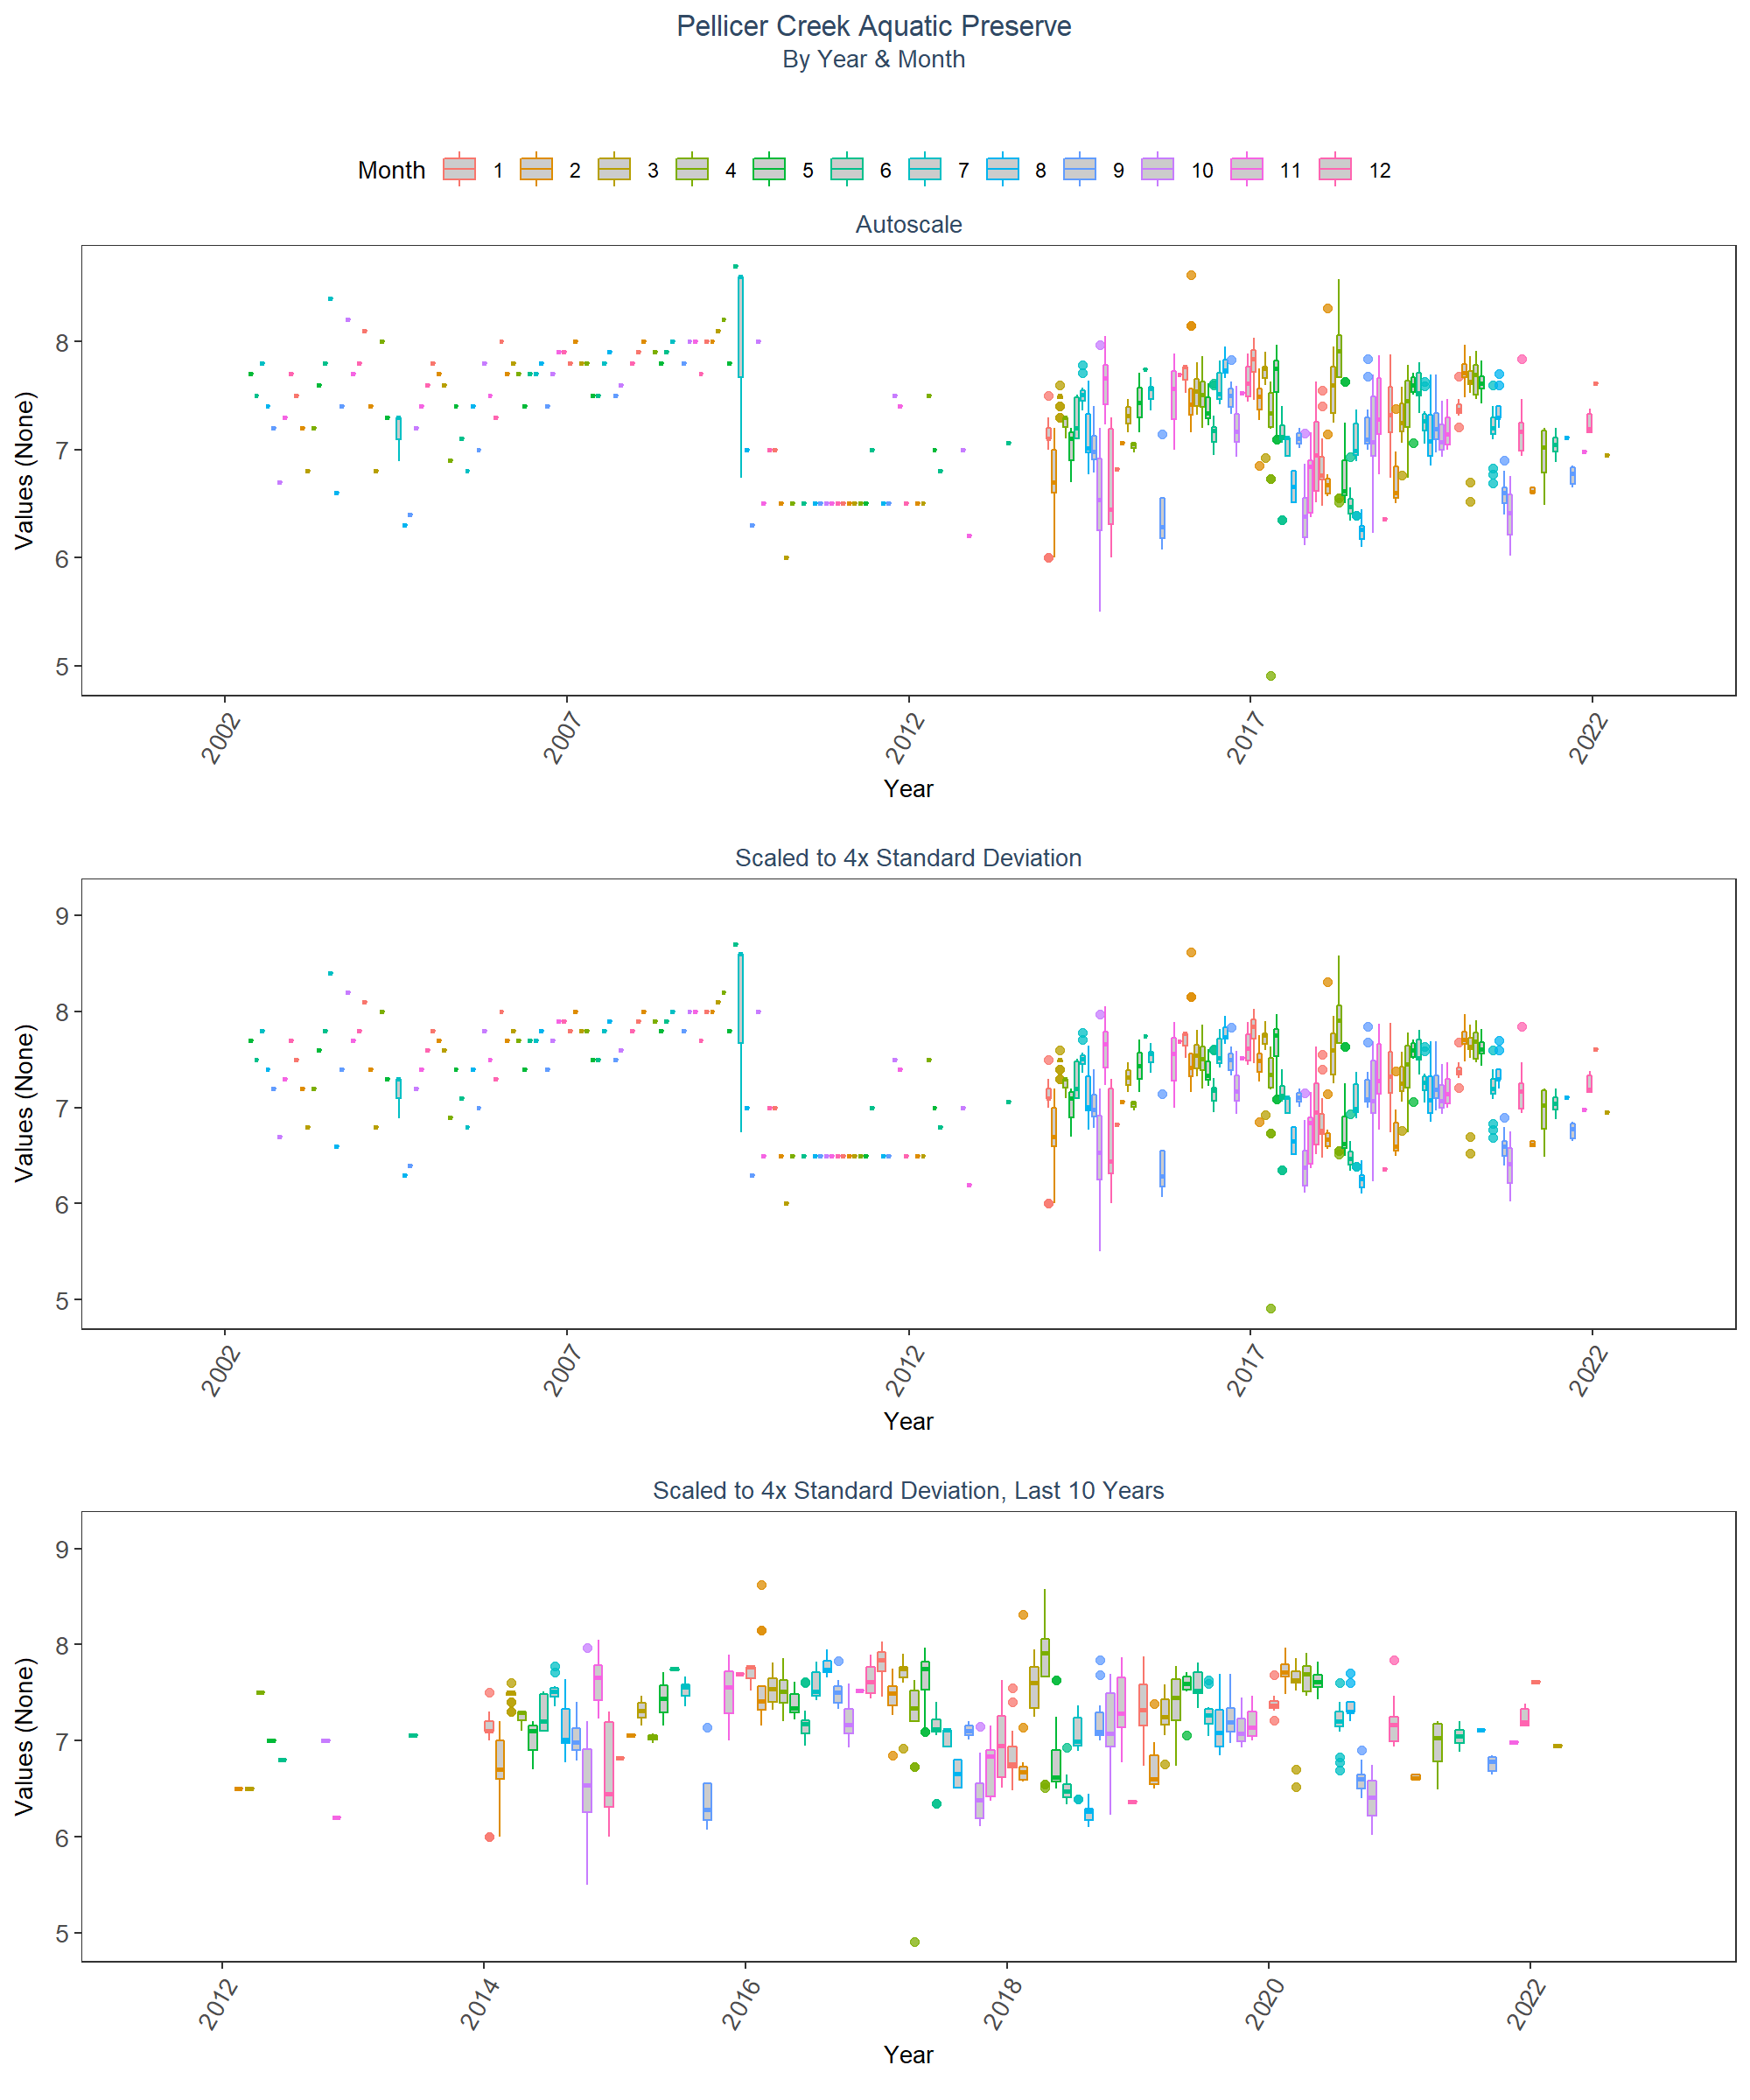 Pellicer Creek Aquatic Preserve
By Year & Month
Month 1 2 3 4 5 6 7 8 9 10 11 12
Autoscale
Values (None)
8
7
6
5
2002 2007 2012 2017 2022
Year
Scaled to 4x Standard Deviation
Values (None)
9
8
7
6
5
2002 2007 2012 2017 2022
Year
Scaled to 4x Standard Deviation, Last 10 Years
Values (None)
9
8
7
6
5
2012 2014 2016 2018 2020 2022
Year